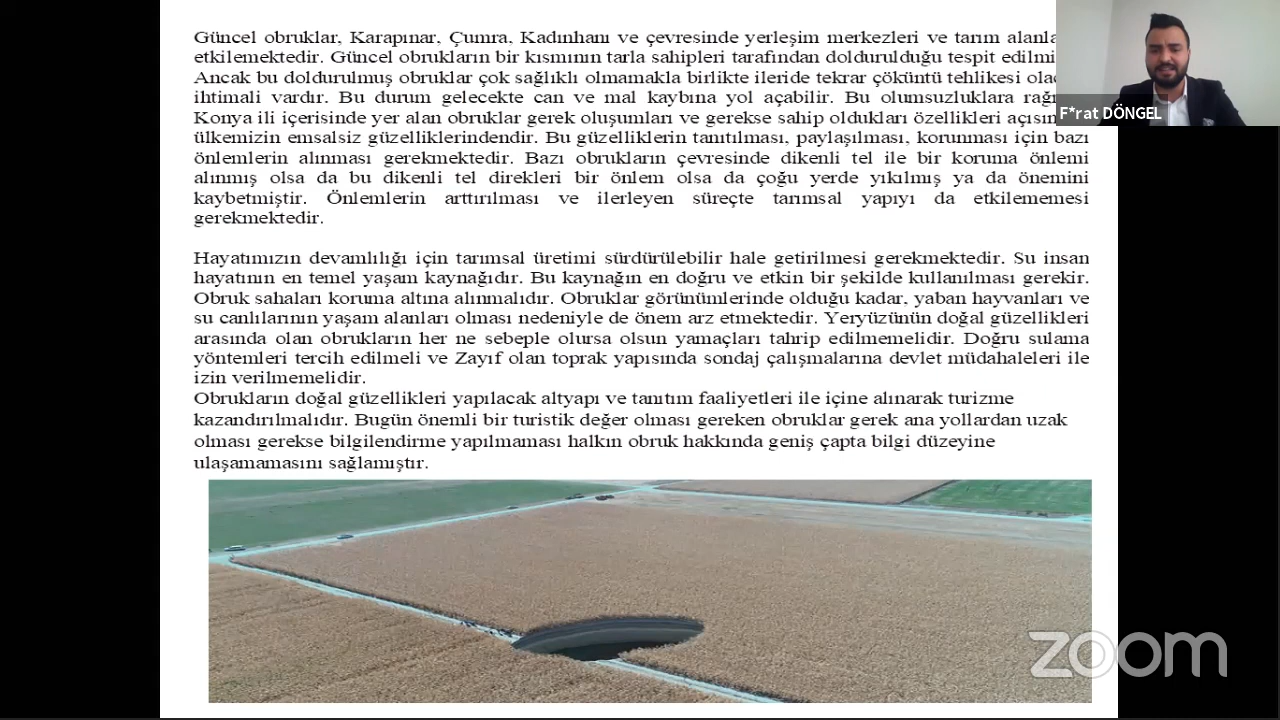 Güncel obruklar, Karapınar, Çumra, Kadınhanı ve çevresinde yerleşim merkezleri ve tarım
etkilemektedir. Güncel obrukların bir kısmının tarla sahipleri tarafından doldurulduğu tespit
Ancak bu doldurulmuş obruklar çok sağlıklı olmamakla birlikte ileride tekrar çöküntü tehlikesi
ihtimali vardır. Bu durum gelecekte can ve mal kaybına yol açabilir. Bu olumsuzluklara
Konya ili içerisinde yer alan obruklar gerek oluşumları ve gerekse sahip oldukları özellikleri
ülkemizin emsalsiz güzelliklerindendir. Bu güzelliklerin tanıtılması, paylaşılması, korunması için bazı
önlemlerin alınması gerekmektedir. Bazı obrukların çevresinde dikenli tel ile bir koruma önlemi
alınmış olsa da bu dikenli tel direkleri bir önlem olsa da çoğu yerde yıkılmış ya da önemini
kaybetmiştir. Önlemlerin arttırılması ve ilerleyen süreçte tarımsal yapıyı da etkilememesi
gerekmektedir.
Hayatımızın devamlılığı için tarımsal üretimi sürdürülebilir hale getirilmesi gerekmektedir. Su insan
hayatının en temel yaşam kaynağıdır. Bu kaynağın en doğru ve etkin bir şekilde kullanılması gerekir.
Obruk sahaları koruma altına alınmalıdır. Obruklar görünümlerinde olduğu kadar, yaban hayvanları ve
su canlılarının yaşam alanları olması nedeniyle de önem arz etmektedir. Yeryüzünün doğal güzellikleri
arasında olan obrukların her ne sebeple olursa olsun yamaçları tahrip edilmemelidir. Doğru sulama
yöntemleri tercih edilmeli ve Zayıf olan toprak yapısında sondaj çalışmalarına devlet müdahaleleri ile
izin verilmemelidir.
Obrukların doğal güzellikleri yapılacak altyapı ve tanıtım faaliyetleri ile içine alınarak turizme
kazandırılmalıdır. Bugün önemli bir turistik değer olması gereken obruklar gerek ana yollardan uzak
olması gerekse bilgilendirme yapılmaması halkın obruk hakkında geniş çapta bilgi düzeyine
ulaşamamasını sağlamıştır.
F*rat DÖNGEL
zoom